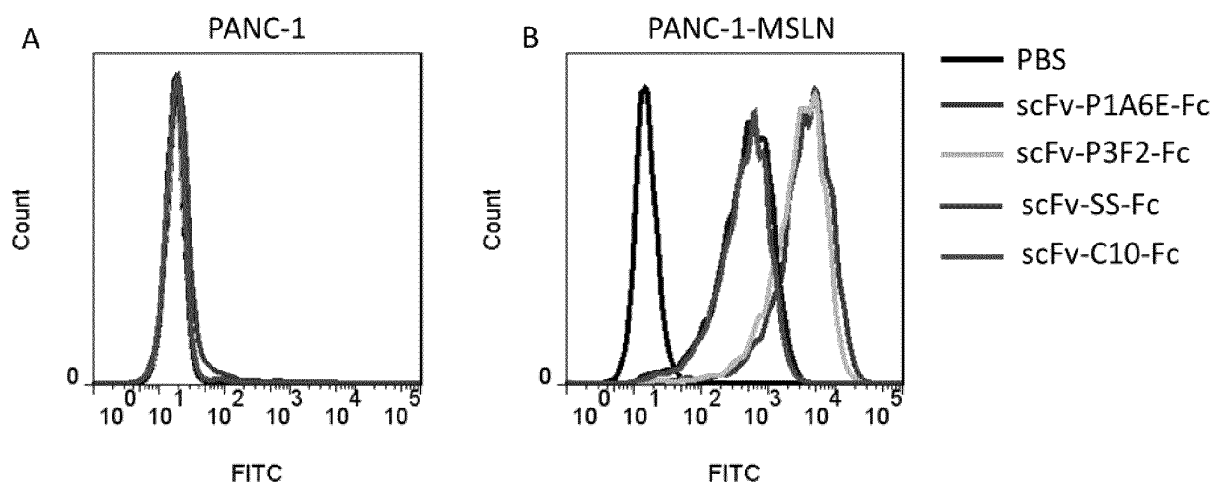 A
PANC-1
Count
0
10^0 10^1 10^2 10^3 10^4 10^5
FITC
B
PANC-1-MSLN
Count
0
10^0 10^1 10^2 10^3 10^4 10^5
FITC
PBS
scFv-P1A6E-Fc
scFv-P3F2-Fc
scFv-SS-Fc
scFv-C10-Fc